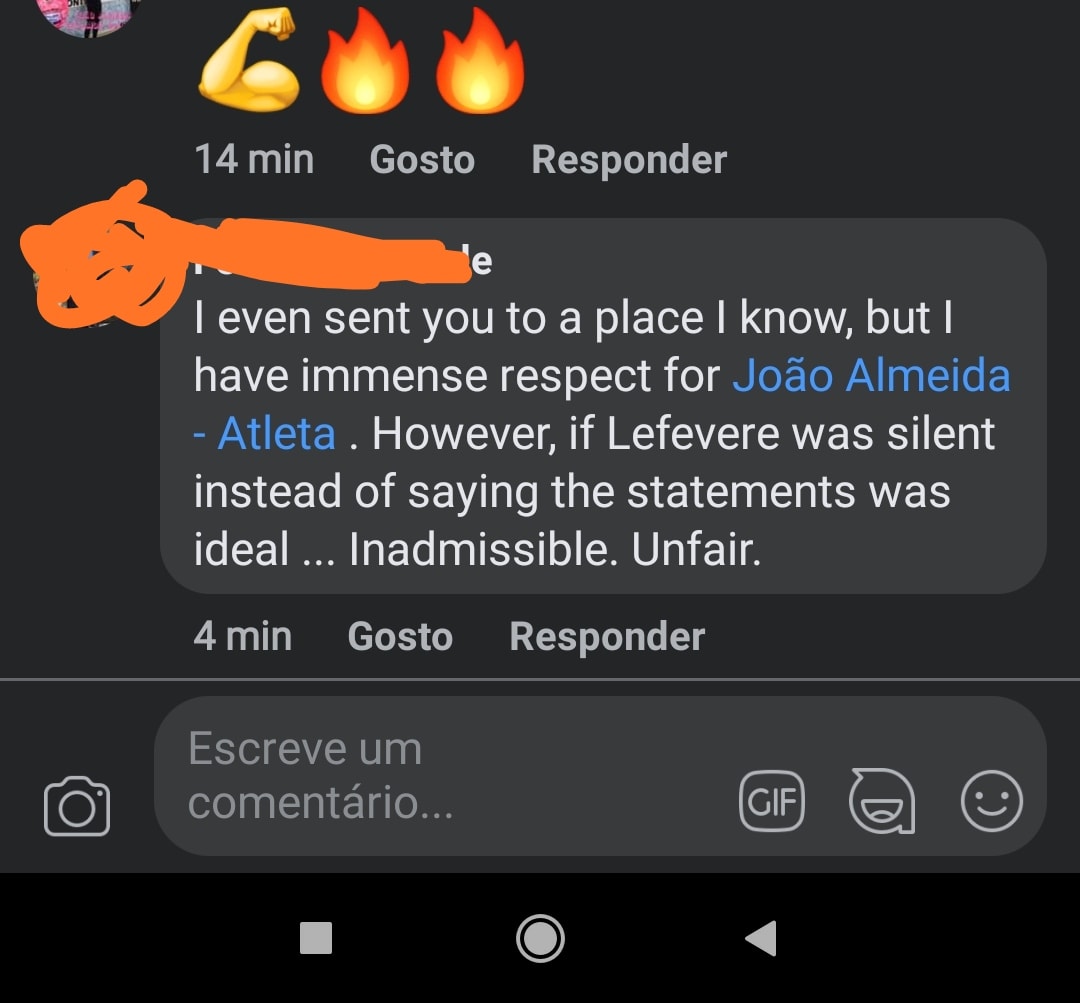 14 min Gosto Responder
I even sent you to a place I know, but I
have immense respect for João Almeida
- Atleta . However, if Lefevere was silent
instead of saying the statements was
ideal ... Inadmissible. Unfair.
4 min Gosto Responder
Escreve um
comentário...
GIF